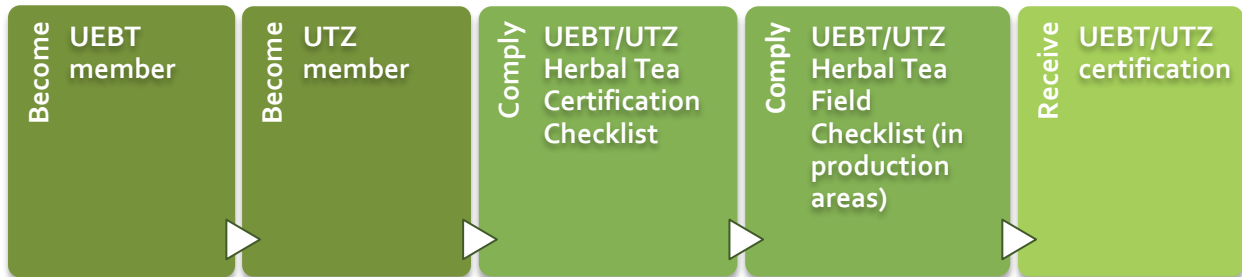 Become
UEBT
member
Become
UTZ
member
Comply
UEBT/UTZ
Herbal Tea
Certification
Checklist
Comply
UEBT/UTZ
Herbal Tea
Field
Checklist (in
production
areas)
Receive
UEBT/UTZ
certification